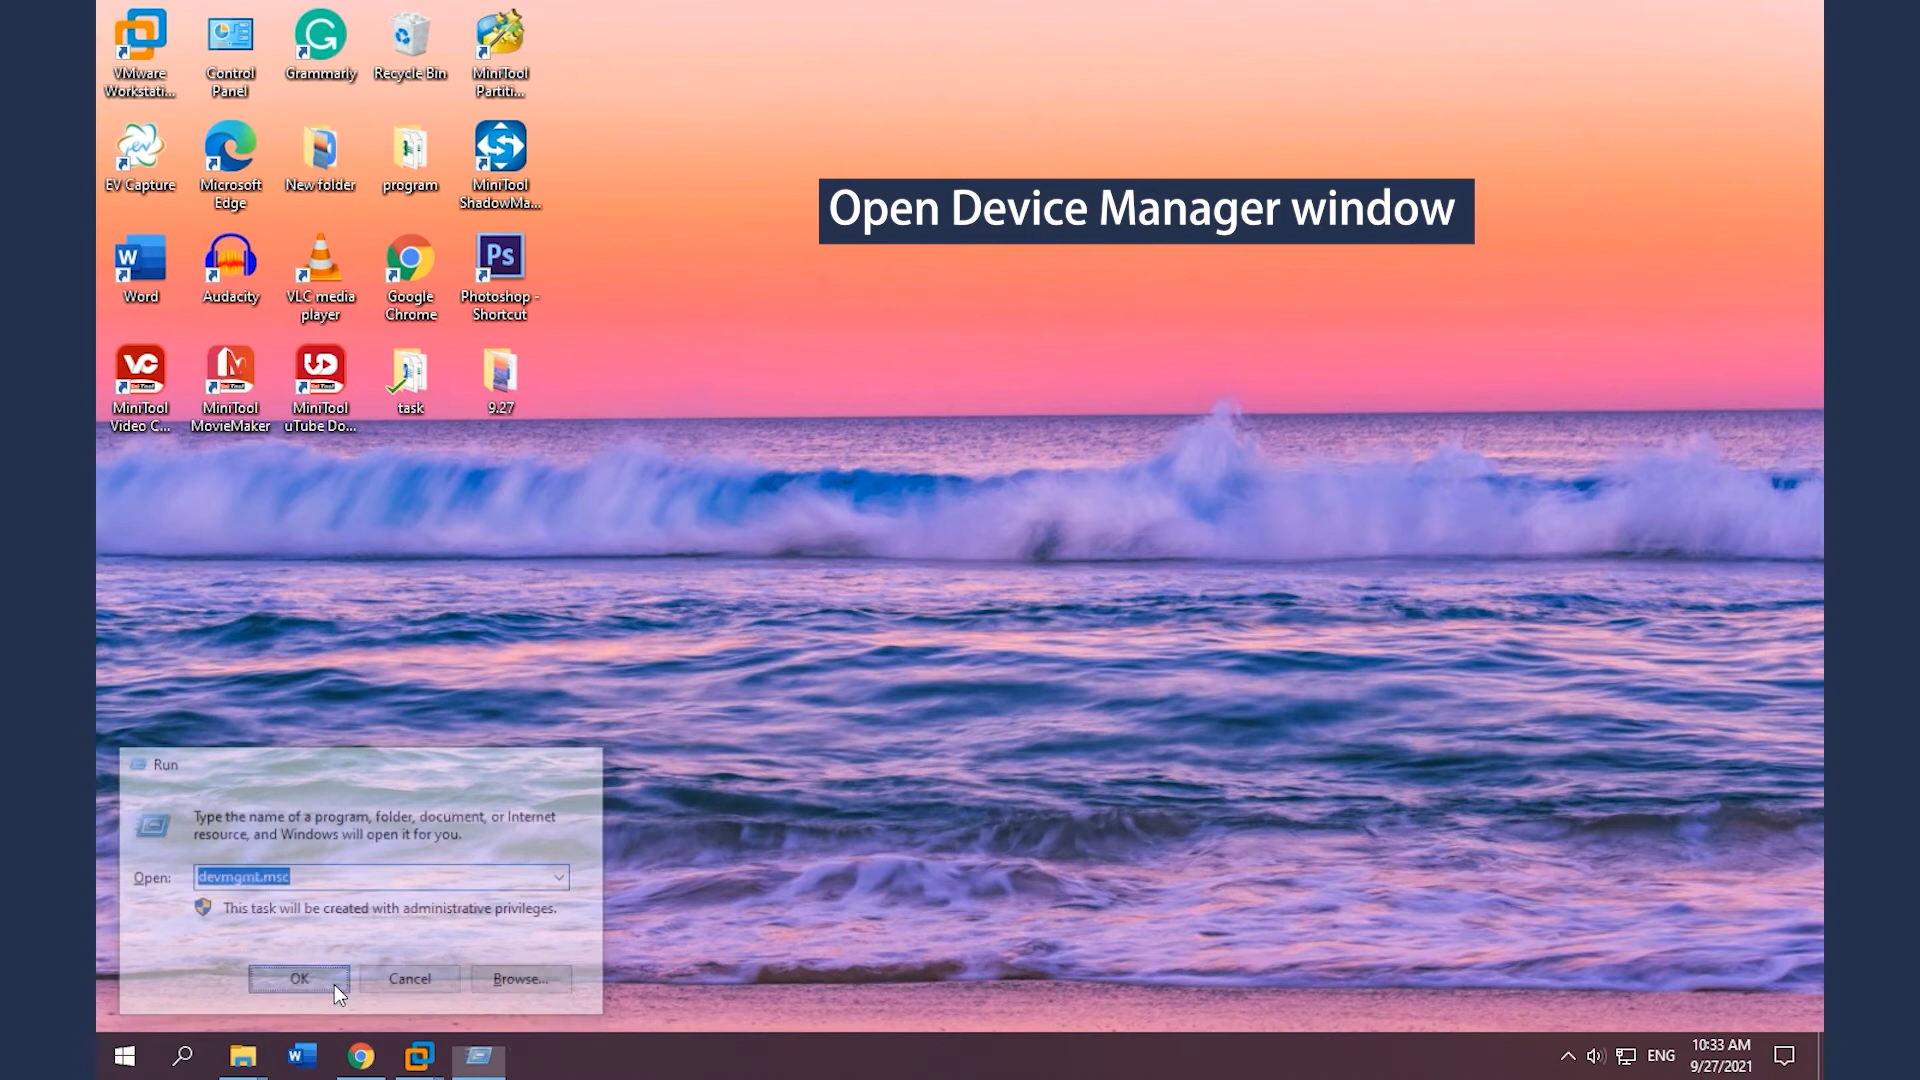 VMware
Workstati...
Control
Panel
Grammarly
Recycle Bin
MiniTool
Partiti...
EV Capture
Microsoft
Edge
New folder
program
MiniTool
ShadowMa...
Open Device Manager window
W
Word
Audacity
VLC media
player
Google
Chrome
Ps
Photoshop -
Shortcut
VC
MiniTool
Video C...
MiniTool
MovieMaker
MiniTool
uTube Do...
task
9.27
Run
Type the name of a program, folder, document, or Internet
resource, and Windows will open it for you.
Open: devmgmt.msc
This task will be created with administrative privileges.
OK Cancel Browse...
W
ENG
10:33 AM
9/27/2021